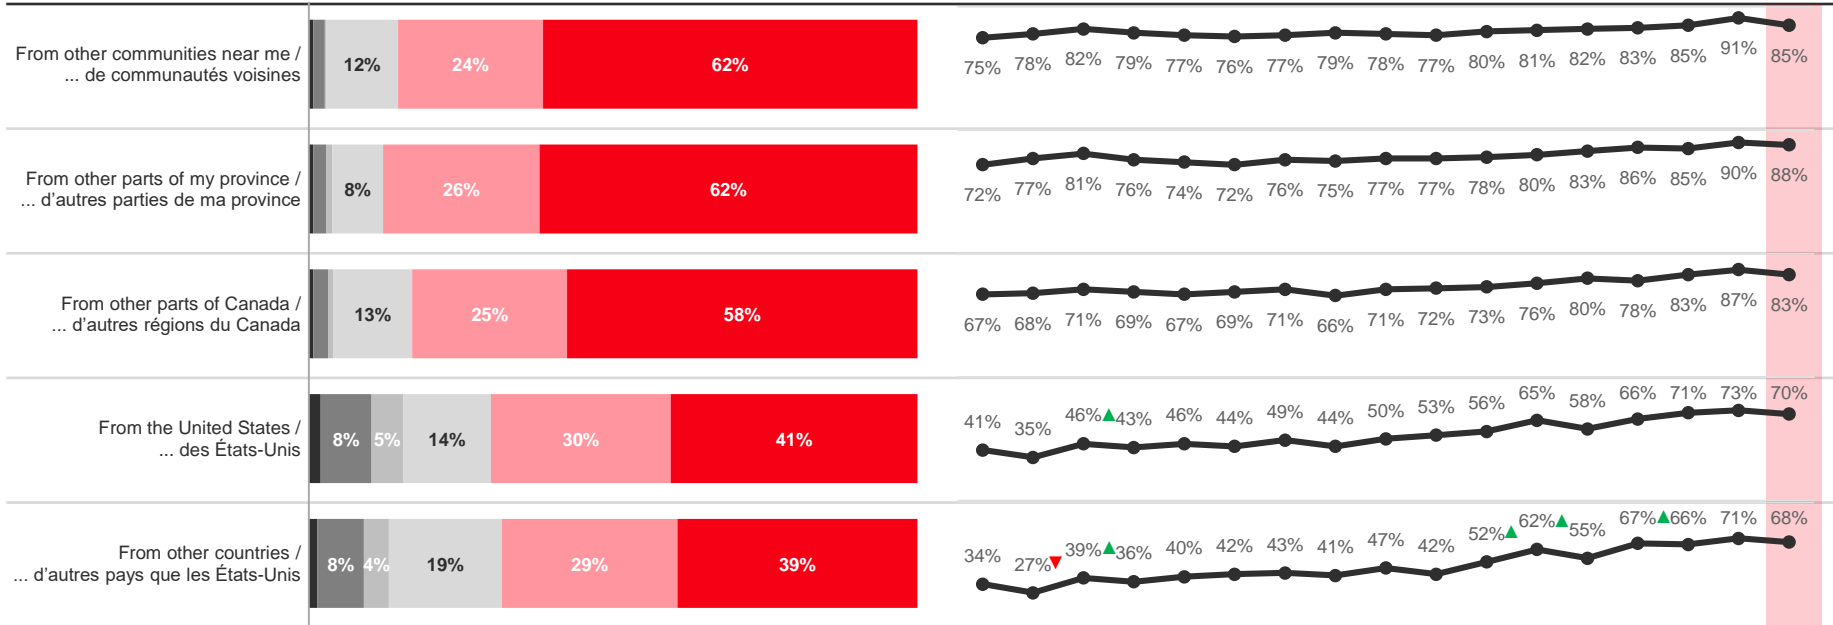 From other communities near me /
... de communautés voisines
12% 24% 62%
75% 78% 82% 79% 77% 76% 77% 79% 78% 77% 80% 81% 82% 83% 85% 91% 85%
From other parts of my province /
... d'autres parties de ma province
8% 26% 62%
72% 77% 81% 76% 74% 72% 76% 75% 77% 77% 78% 80% 83% 86% 85% 90% 88%
From other parts of Canada /
... d'autres régions du Canada
13% 25% 58%
67% 68% 71% 69% 67% 69% 71% 66% 71% 72% 73% 76% 80% 78% 83% 87% 83%
From the United States /
... des États-Unis
8% 5% 14% 30% 41%
41% 35% 46% 43% 46% 44% 49% 44% 50% 53% 56% 65% 58% 66% 71% 73% 70%
From other countries /
... d'autres pays que les États-Unis
8% 4% 19% 29% 39%
34% 27% 39% 36% 40% 42% 43% 41% 47% 42% 52% 62% 55% 67% 66% 71% 68%